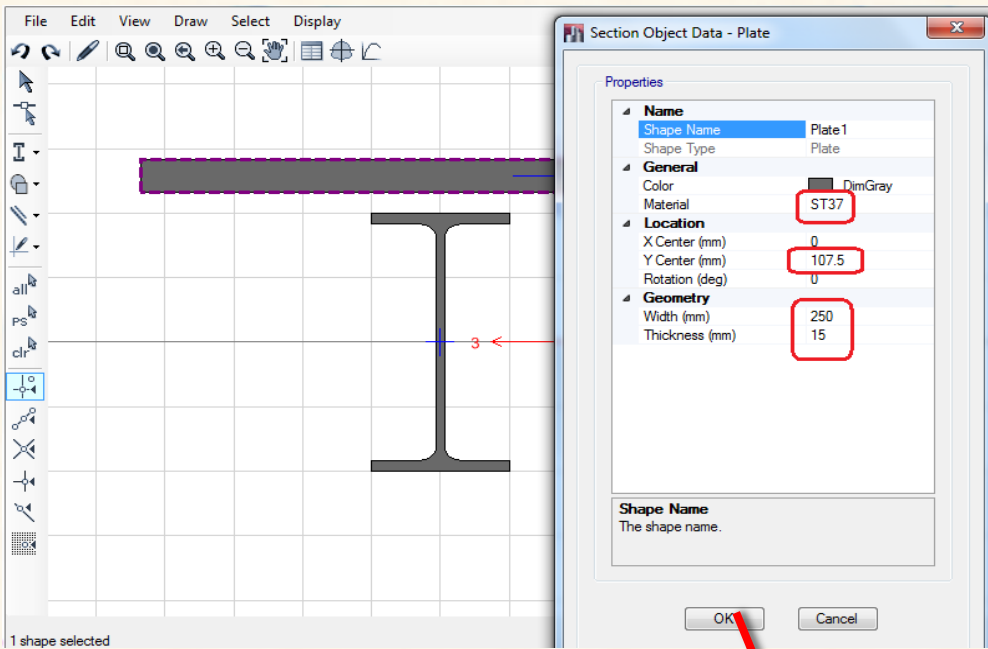 File Edit View Draw Select Display
all
PS
clr
3
1 shape selected
Section Object Data - Plate
Properties
Name
Shape Name Plate1
Shape Type Plate
General
Color DimGray
Material ST37
Location
X Center (mm) 0
Y Center (mm) 107.5
Rotation (deg) 0
Geometry
Width (mm) 250
Thickness (mm) 15
Shape Name
The shape name.
OK Cancel